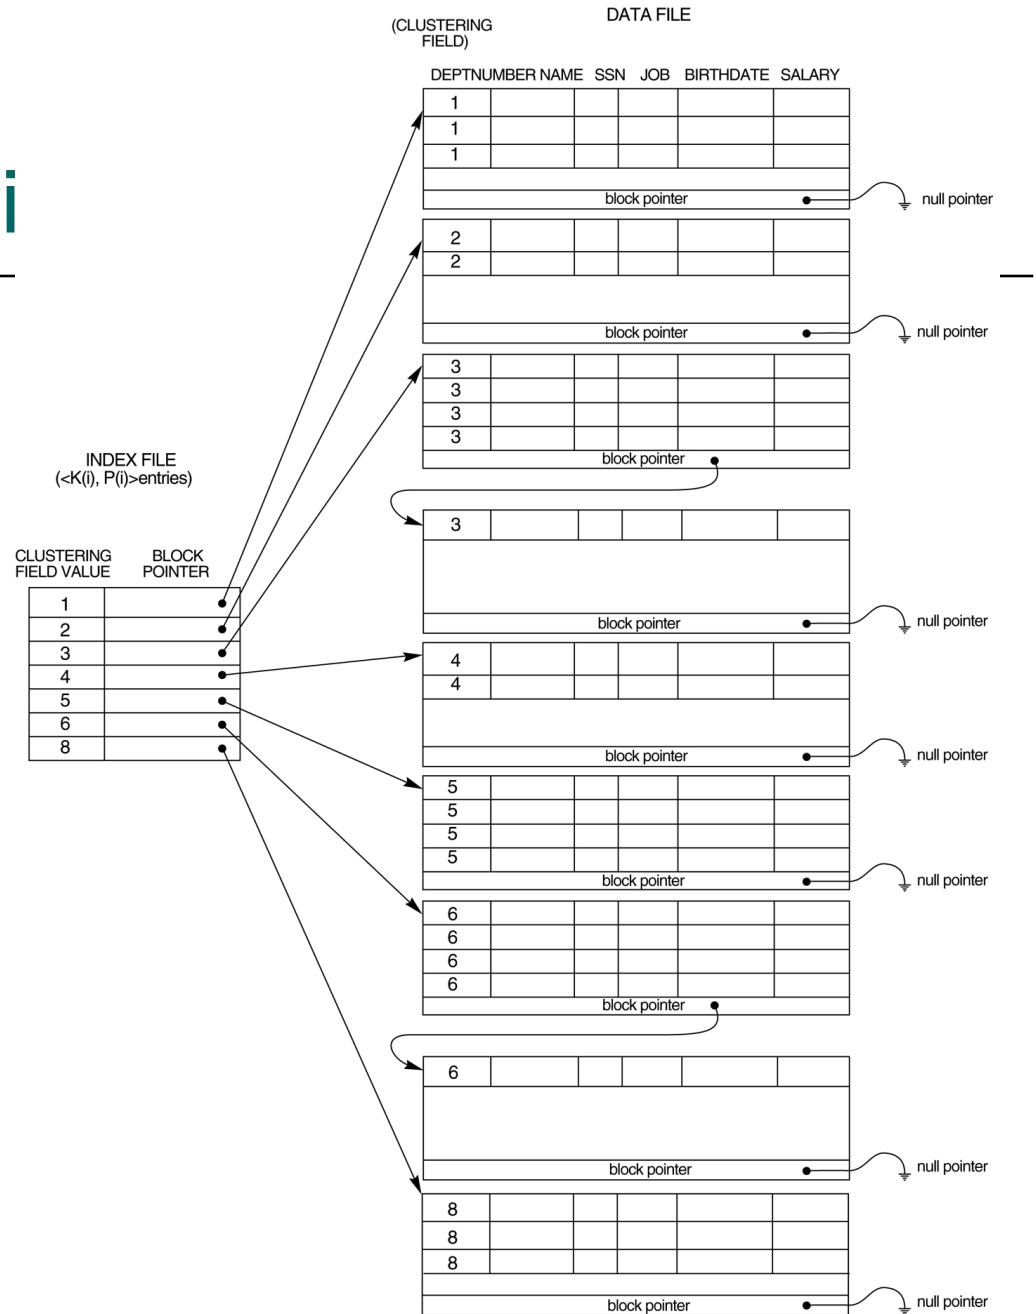 DATA FILE
(CLUSTERING
FIELD)
DEPTNUMBER NAME SSN JOB BIRTHDATE SALARY
1
1
1
block pointer
null pointer
i
2
2
block pointer
null pointer
3
3
3
3
block pointer
INDEX FILE
(<K(i), P(i)>entries)
CLUSTERING
FIELD VALUE
BLOCK
POINTER
1
2
3
4
5
6
8
3
block pointer
null pointer
4
4
block pointer
null pointer
5
5
5
5
block pointer
null pointer
6
6
6
6
block pointer
6
block pointer
null pointer
8
8
8
block pointer
null pointer